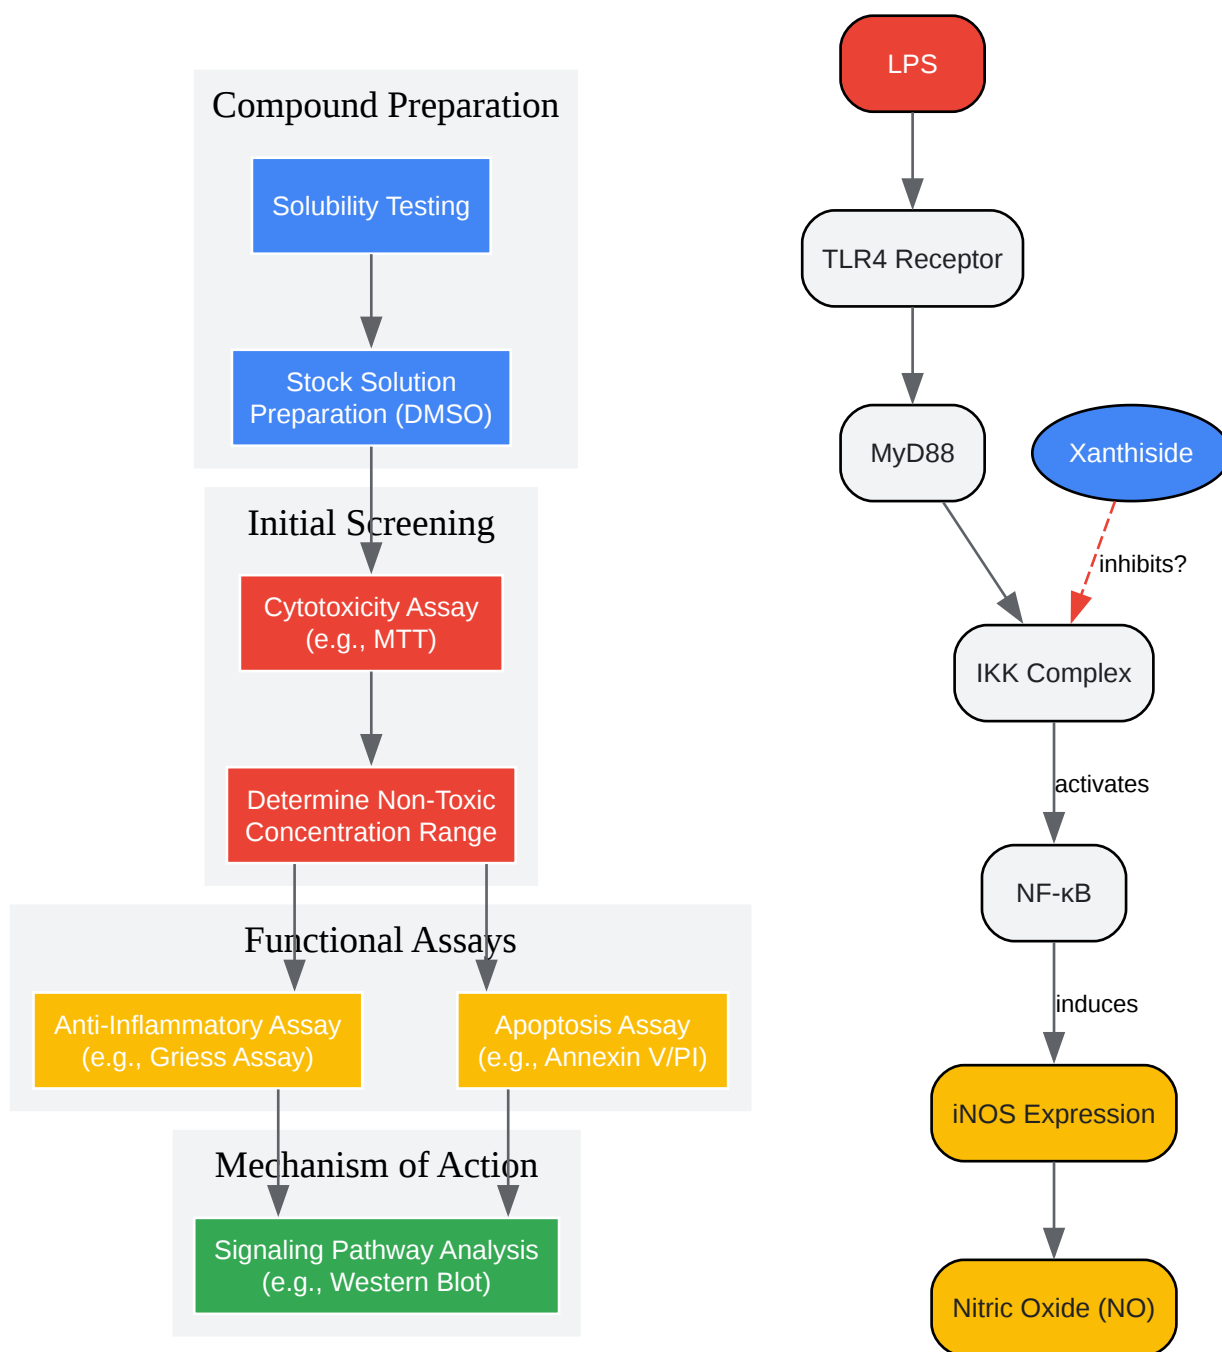 Compound Preparation
Solubility Testing
Stock Solution
Preparation (DMSO)
Initial Screening
Cytotoxicity Assay
(e.g., MTT)
Determine Non-Toxic
Concentration Range
Functional Assays
Anti-Inflammatory Assay
(e.g., Griess Assay)
Apoptosis Assay
(e.g., Annexin V/PI)
Mechanism of Action
Signaling Pathway Analysis
(e.g., Western Blot)
LPS
TLR4 Receptor
MyD88
Xanthiside
inhibits?
IKK Complex
activates
NF-κB
induces
iNOS Expression
Nitric Oxide (NO)